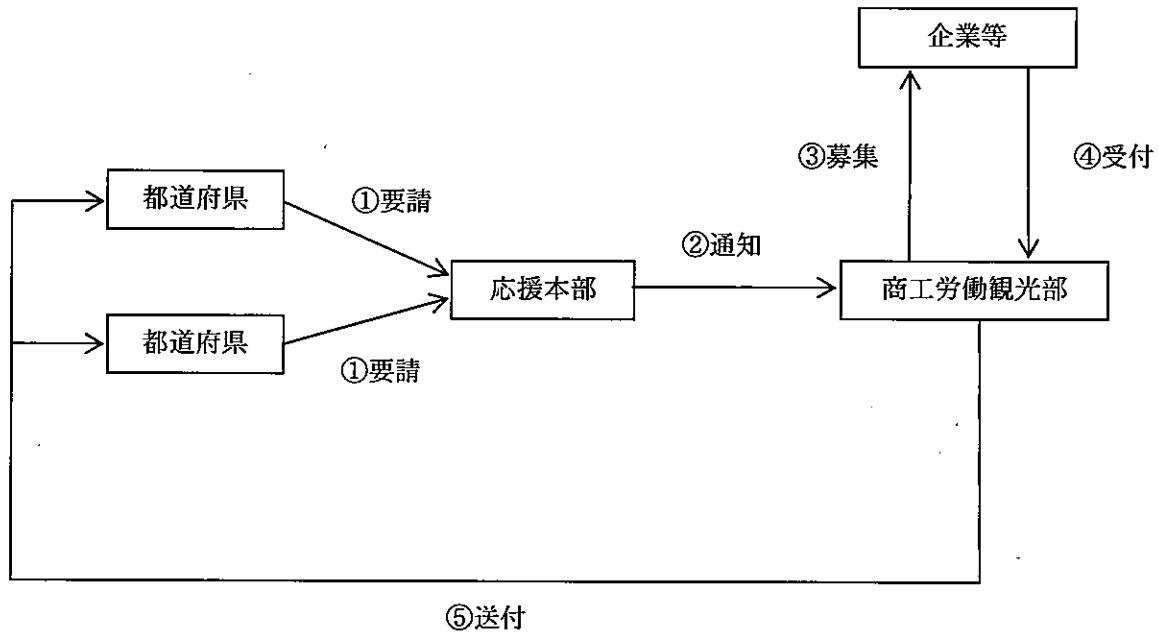 企業等
③募集
④受付
都道府県
①要請
②通知
応援本部
商工労働観光部
都道府県
①要請
⑤送付